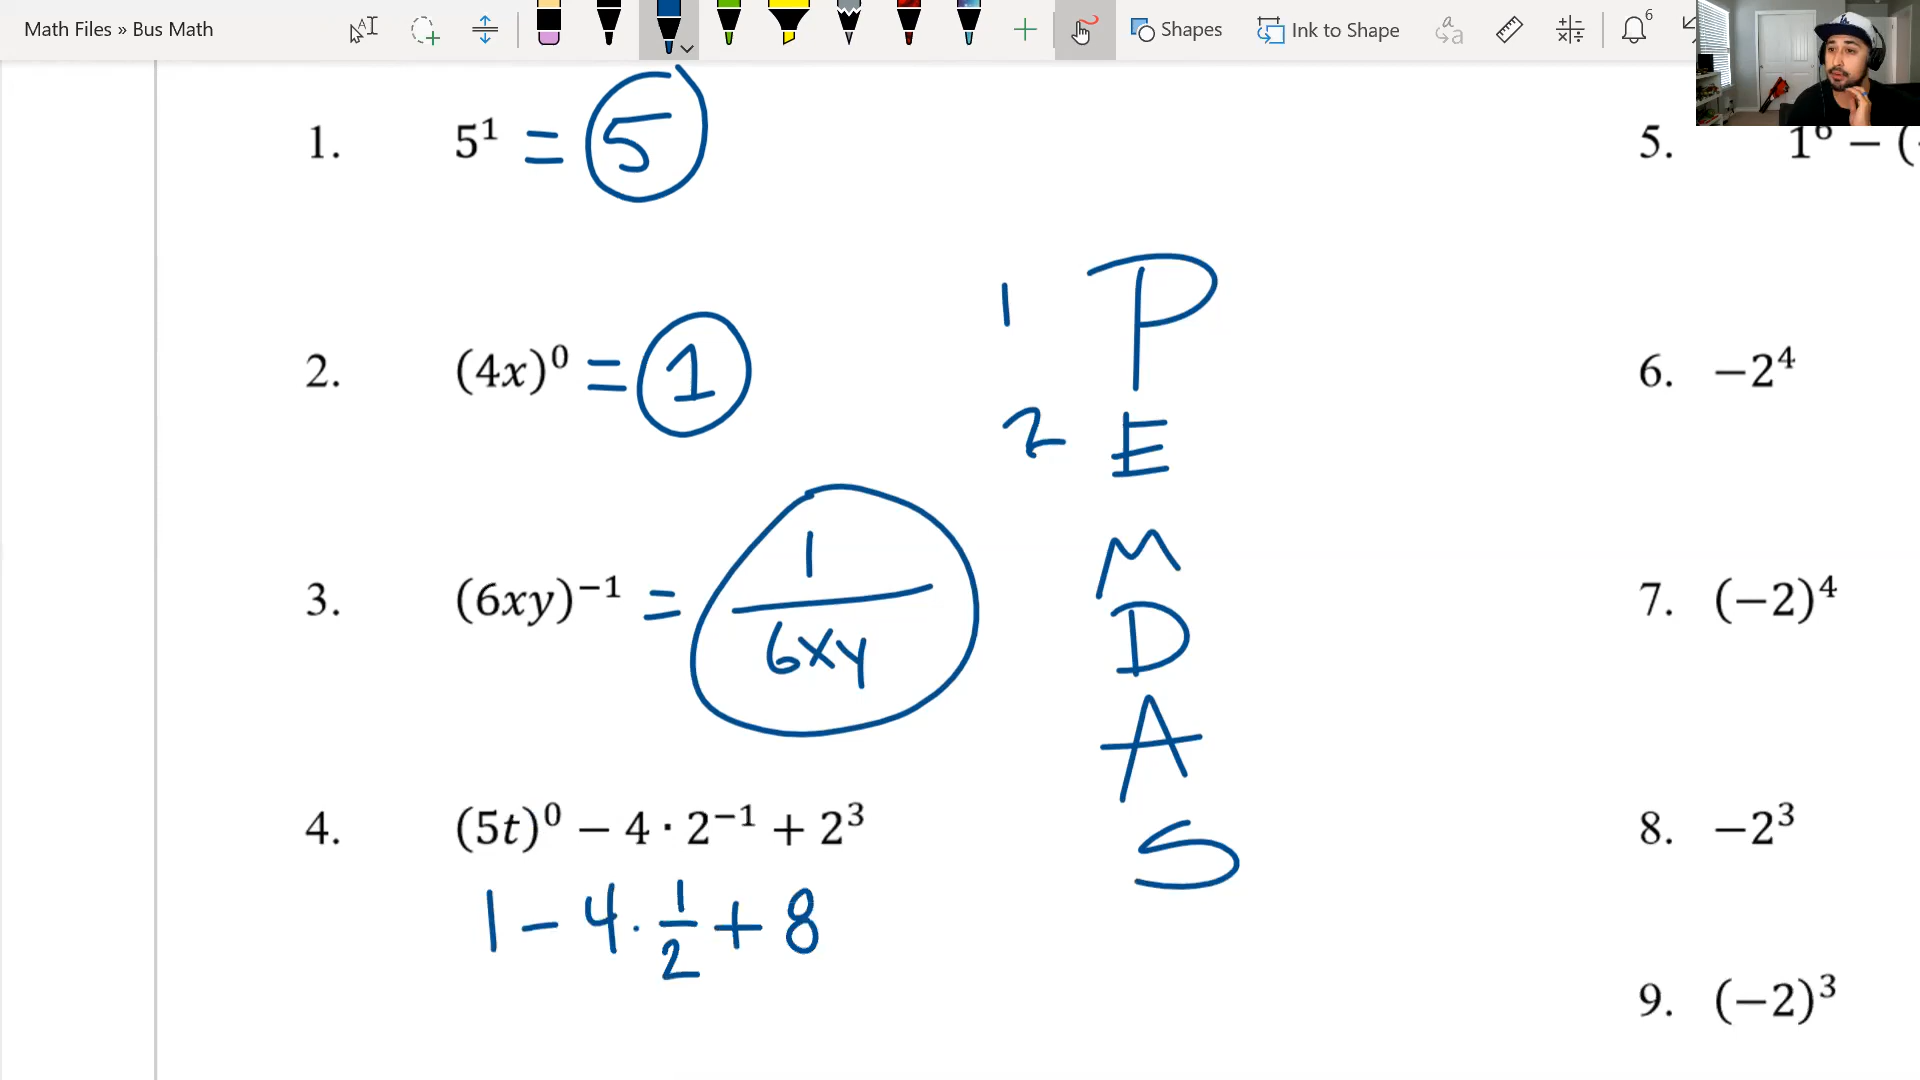 Math Files » Bus Math
Shapes
Ink to Shape
6
1. 5¹ = 5
5. 1⁶ − (
1 P
2. (4x)⁰ = 1
6. −2⁴
2 E
3. (6xy)⁻¹ = 1/6xy
7. (−2)⁴
M
D
A
4. (5t)⁰ − 4 · 2⁻¹ + 2³
8. −2³
S
1 − 4 · 1/2 + 8
9. (−2)³